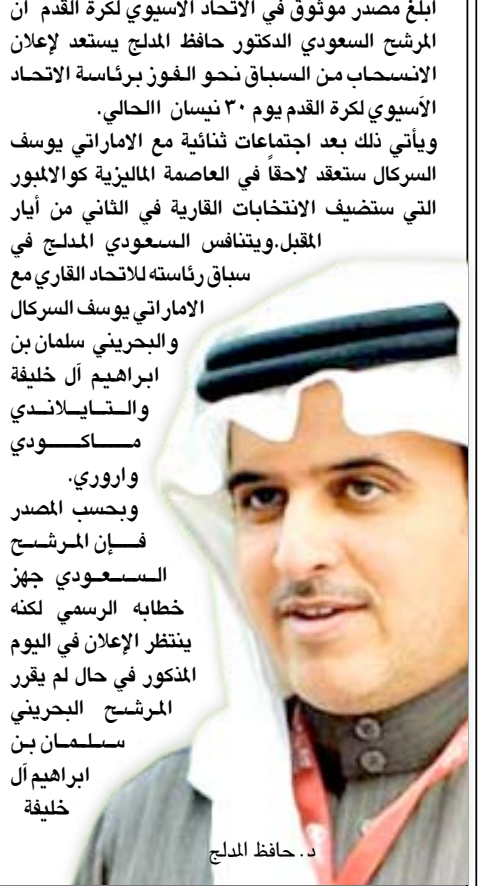 ابلغ مصدر موثوق في الاتحاد الآسيوي لكرة القدم ان
المرشح السعودي الدكتور حافظ المدلج يستعد لإعلان
الانسحاب من السباق نحو الفوز برئاسة الاتحاد
الآسيوي لكرة القدم يوم ٣٠ نيسان االحالي.
ويأتي ذلك بعد اجتماعات ثنائية مع الاماراتي يوسف
السركال ستعقد لاحقاً في العاصمة الماليزية كوالالمبور
التي ستضيف الانتخابات القارية في الثاني من أيار
المقبل.ويتنافس السعودي المدلج في
سباق رئاسته للاتحاد القاري مع
الاماراتي يوسف السركال
والبحريني سلمان بن
ابراهيم آل خليفة
والتايلاندي
ماكودي
واروري.
وبحسب المصدر
فإن المرشح
السعودي جهز
خطابه الرسمي لكنه
ينتظر الإعلان في اليوم
المذكور في حال لم يقرر
المرشح البحريني
سلمان بن
ابراهيم آل
خليفة
د. حافظ المدلج